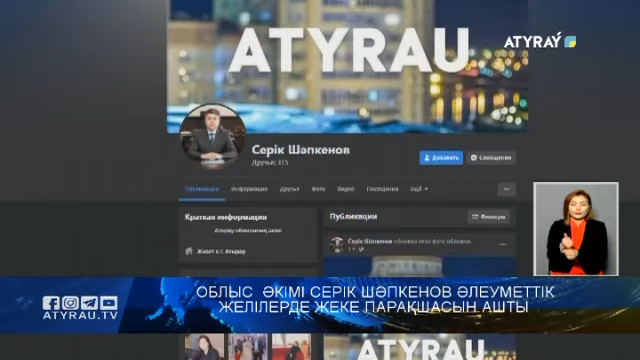 ATYRAU
ATYRAÝ
Серік Шәпкенов
Друзья: 315
Добавить
Сообщение
Публикации Информация Друзья Фото Видео Посещения Ещё
Краткая информация
Атырау облысының әкімі
Живет в г. Атырау
Публикации
Фильтры
Серік Шәпкенов обновил свое фото обложки.
ОБЛЫС ӘКІМІ СЕРІК ШӘПКЕНОВ ӘЛЕУМЕТТІК
ЖЕЛІЛЕРДЕ ЖЕКЕ ПАРАҚШАСЫН АШТЫ
ATYRAU.TV
ATYRAU